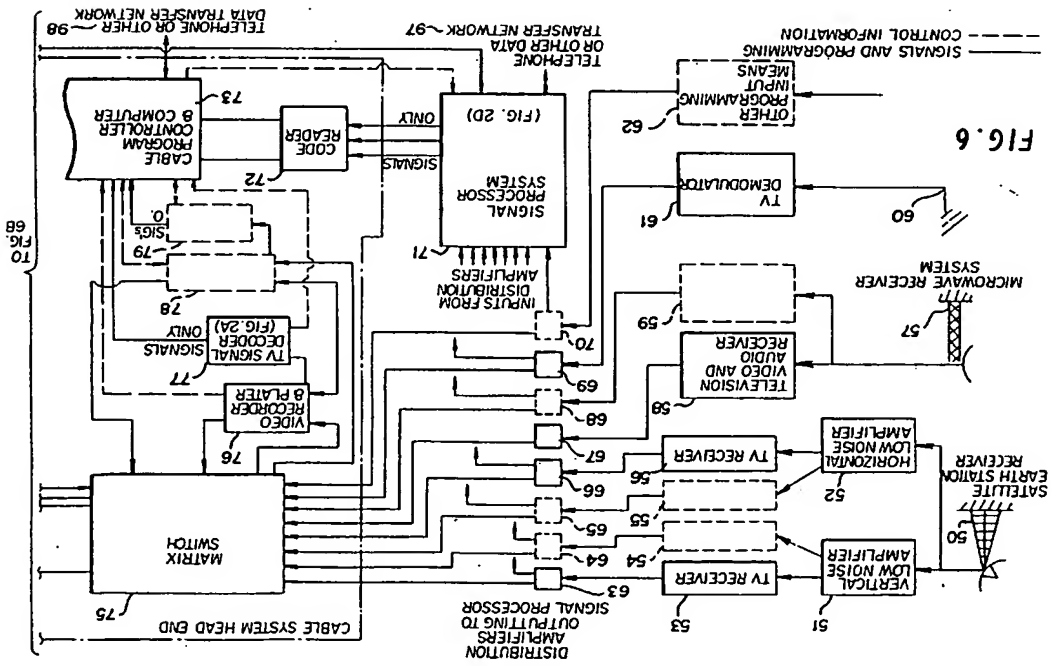 DISTRIBUTION
AMPLIFIERS
OUTPUTTING TO
SIGNAL PROCESSOR
CABLE SYSTEM HEAD END
SATELLITE
EARTH STATION
RECEIVER
50
51
VERTICAL
LOW NOISE
AMPLIFIER
52
HORIZONTAL
LOW NOISE
AMPLIFIER
53
TV RECEIVER
54
55
56
TV RECEIVER
63
64
65
66
67
68
69
70
75
MATRIX
SWITCH
57
MICROWAVE RECEIVER
SYSTEM
58
TELEVISION
VIDEO AND
AUDIO
RECEIVER
59
60
61
TV
DEMODULATOR
62
OTHER
PROGRAMMING
INPUT
MEANS
76
VIDEO
RECORDER
& PLAYER
77
TV SIGNAL
DECODER
(FIG. 2A)
SIGNALS
ONLY
78
79
SIG'S
O.
INPUTS FROM
DISTRIBUTION
AMPLIFIERS
71
SIGNAL
PROCESSOR
SYSTEM
(FIG. 2D)
SIGNALS
ONLY
72
CODE
READER
73
CABLE
PROGRAM
CONTROLLER
& COMPUTER
TO
FIG.
6B
FIG. 6
SIGNALS AND PROGRAMMING
CONTROL INFORMATION
TELEPHONE
OR OTHER DATA
TRANSFER NETWORK
97
TELEPHONE OR OTHER
DATA TRANSFER NETWORK
98